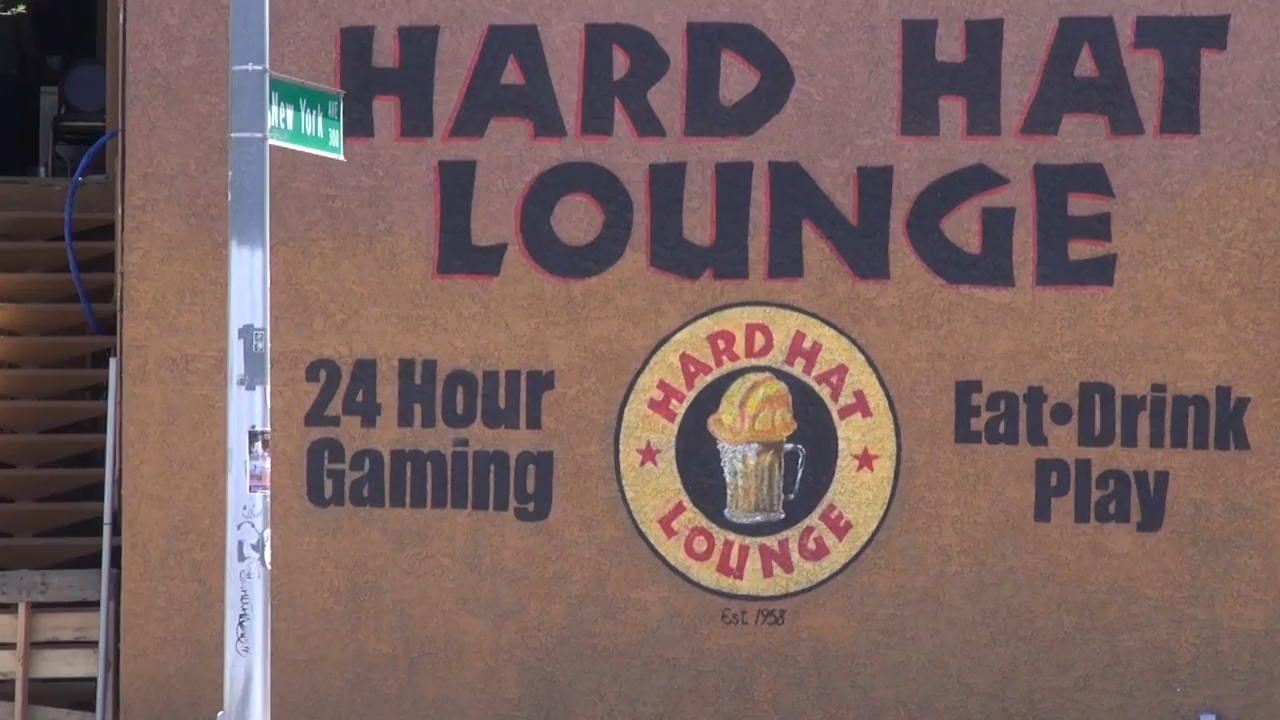 HARD HAT
LOUNGE
New York AVE
300
24 Hour
Gaming
HARD HAT
LOUNGE
Eat•Drink
Play
Est. 1958